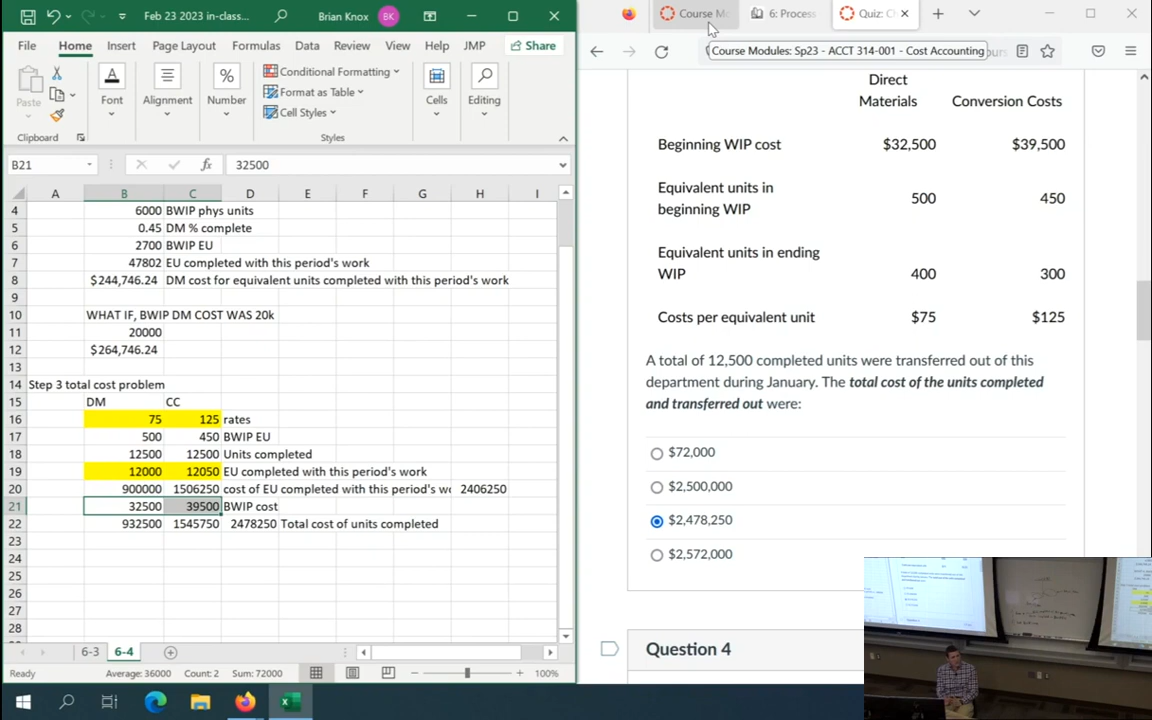 Feb 23 2023 in-class...
Brian Knox
BK
File
Home
Insert
Page Layout
Formulas
Data
Review
View
Help
JMP
Share
Paste
Clipboard
Font
Alignment
Number
Conditional Formatting
Format as Table
Cell Styles
Styles
Cells
Editing
B21
fx
32500
A B C D E F G H I
4 6000 BWIP phys units
5 0.45 DM % complete
6 2700 BWIP EU
7 47802 EU completed with this period's work
8 $244,746.24 DM cost for equivalent units completed with this period's work
9
10 WHAT IF, BWIP DM COST WAS 20k
11 20000
12 $264,746.24
13
14 Step 3 total cost problem
15 DM CC
16 75 125 rates
17 500 450 BWIP EU
18 12500 12500 Units completed
19 12000 12050 EU completed with this period's work
20 900000 1506250 cost of EU completed with this period's wo 2406250
21 32500 39500 BWIP cost
22 932500 1545750 2478250 Total cost of units completed
23
24
25
26
27
28
6-3
6-4
Ready
Average: 36000
Count: 2
Sum: 72000
100%
Course Mo
6: Process
Quiz: C
Course Modules: Sp23 - ACCT 314-001 - Cost Accounting
Direct
Materials
Conversion Costs
Beginning WIP cost $32,500 $39,500
Equivalent units in
beginning WIP 500 450
Equivalent units in ending
WIP 400 300
Costs per equivalent unit $75 $125
A total of 12,500 completed units were transferred out of this
department during January. The total cost of the units completed
and transferred out were:
$72,000
$2,500,000
$2,478,250
$2,572,000
Question 4